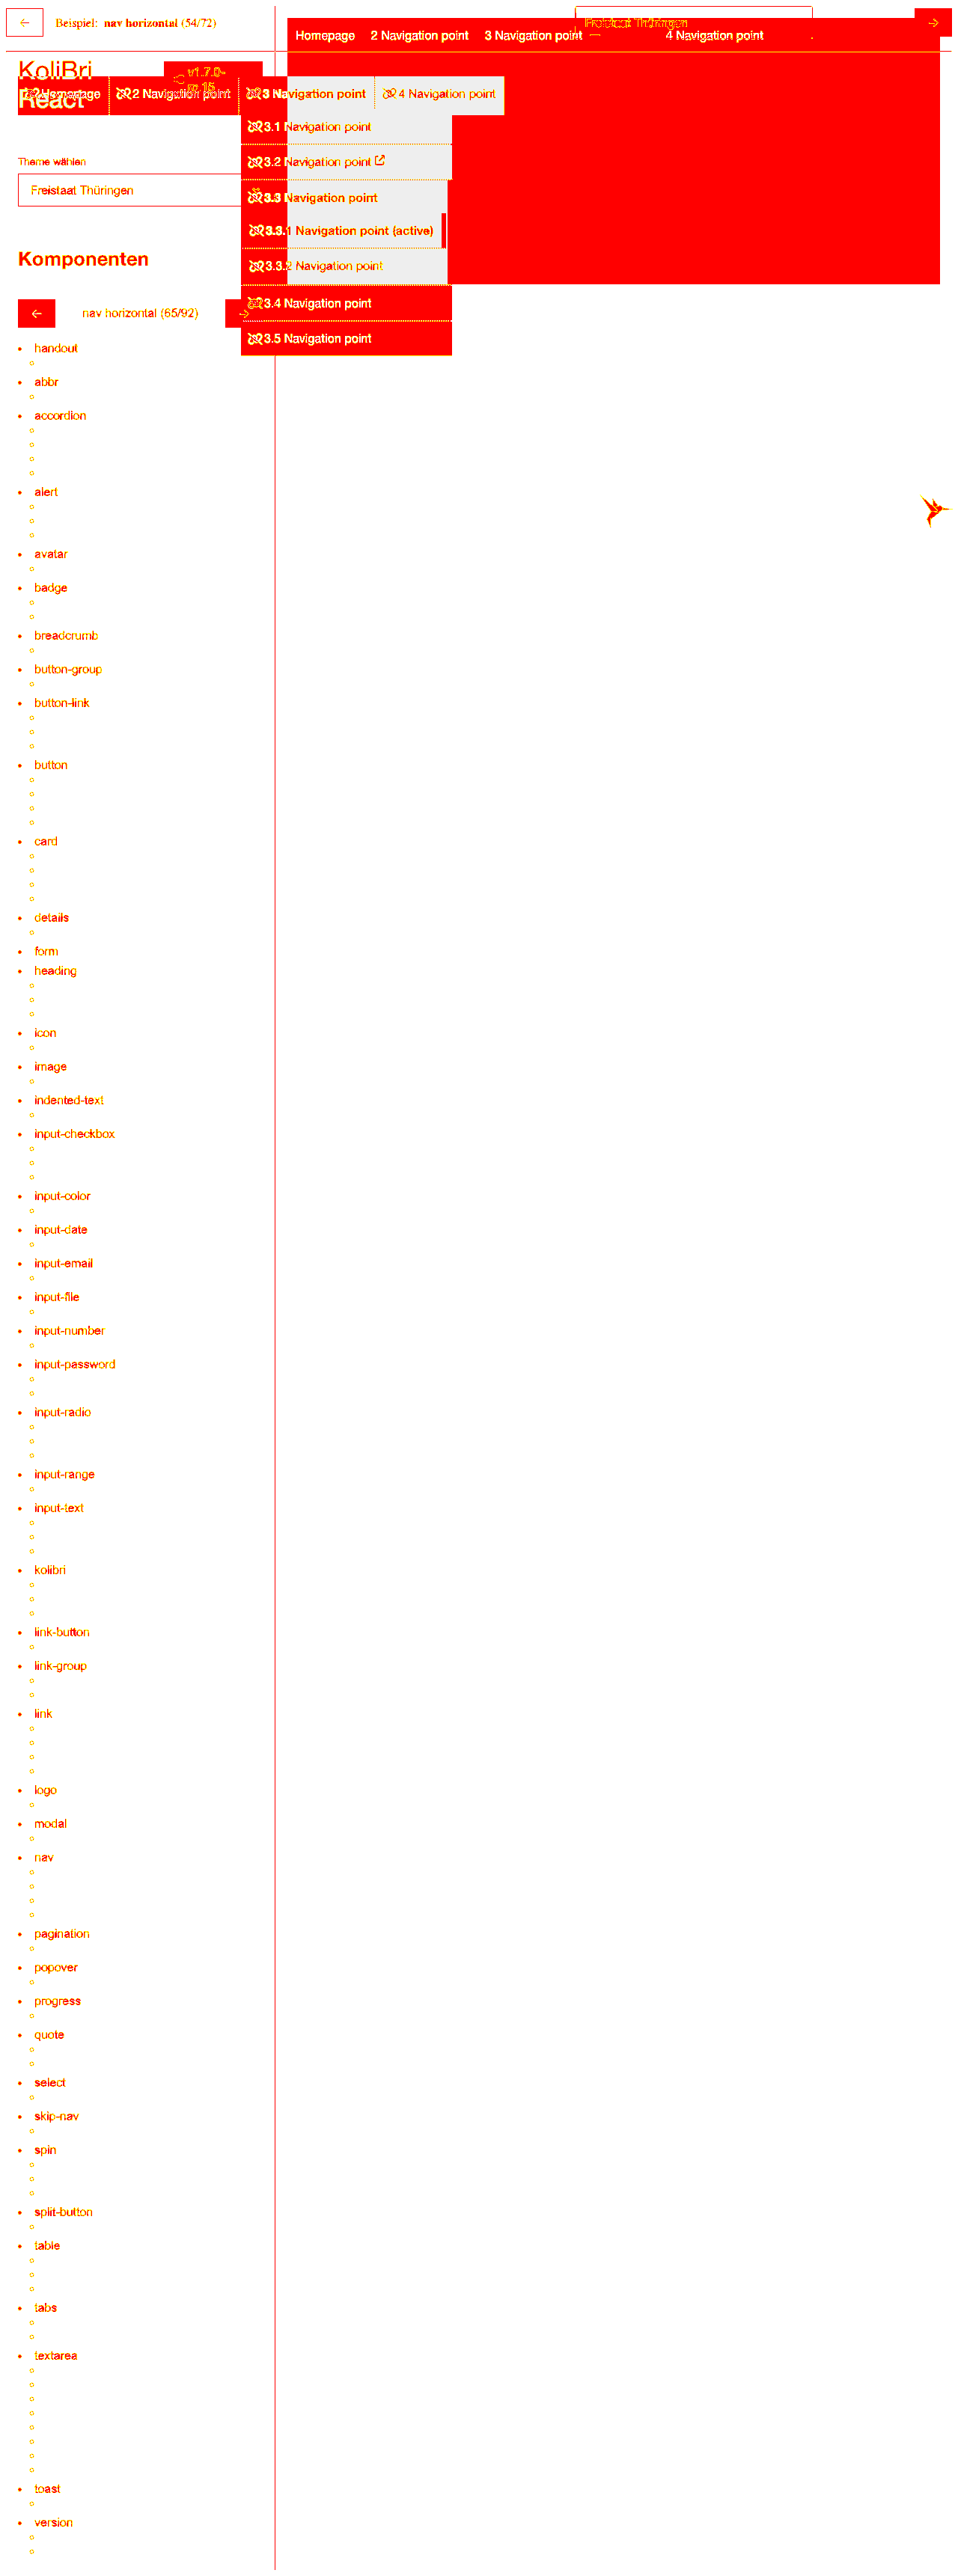 Beispiel: nav horizontal (54/72)
Freistaat Thüringen
Homepage 2 Navigation point 3 Navigation point 4 Navigation point
KoliBri
React
v1.7.0-
Homepage 2 Navigation point 3 Navigation point 4 Navigation point
3.1 Navigation point
3.2 Navigation point
3.3 Navigation point
3.3.1 Navigation point (active)
3.3.2 Navigation point
3.4 Navigation point
3.5 Navigation point
Theme wählen
Freistaat Thüringen
Komponenten
nav horizontal (65/92)
handout
abbr
accordion
alert
avatar
badge
breadcrumb
button-group
button-link
button
card
details
form
heading
icon
image
indented-text
input-checkbox
input-color
input-date
input-email
input-file
input-number
input-password
input-radio
input-range
input-text
kolibri
link-button
link-group
link
logo
modal
nav
pagination
popover
progress
quote
select
skip-nav
spin
split-button
table
tabs
textarea
toast
version